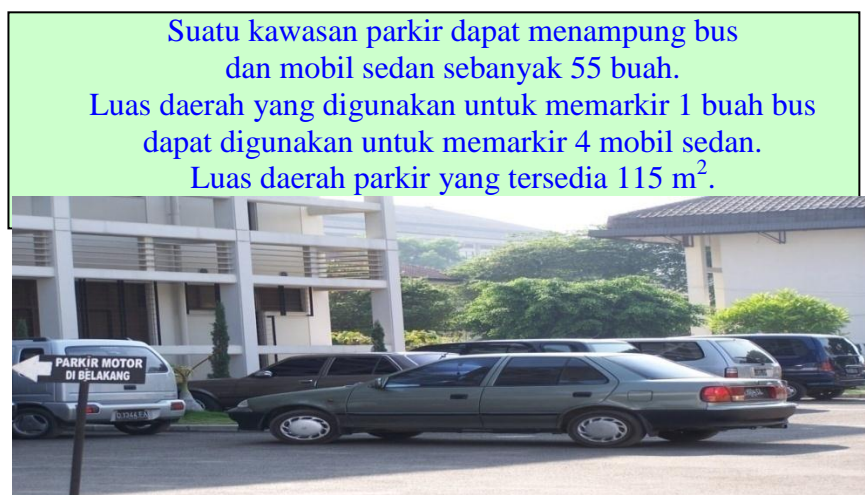 Suatu kawasan parkir dapat menampung bus
dan mobil sedan sebanyak 55 buah.
Luas daerah yang digunakan untuk memarkir 1 buah bus
dapat digunakan untuk memarkir 4 mobil sedan.
Luas daerah parkir yang tersedia 115 m².
PARKIR MOTOR
DI BELAKANG